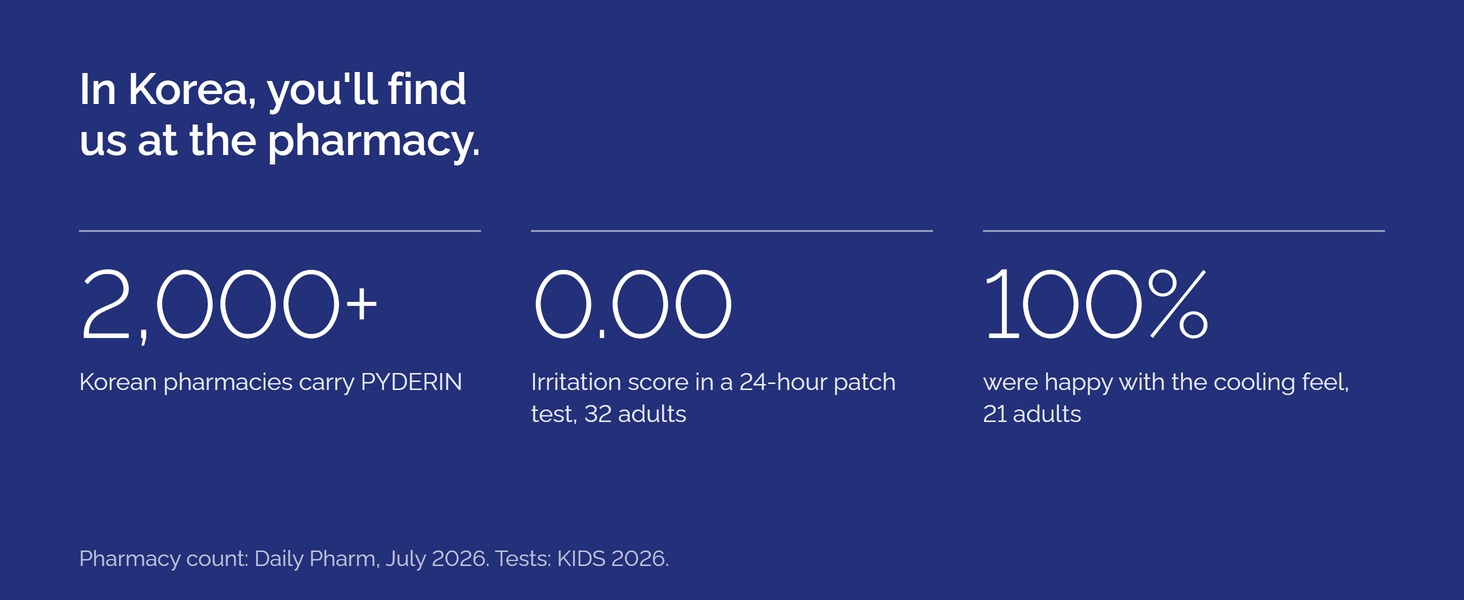 In Korea, you'll find
us at the pharmacy.
2,000+
Korean pharmacies carry PYDERIN
0.00
Irritation score in a 24-hour patch
test, 32 adults
100%
were happy with the cooling feel,
21 adults
Pharmacy count: Daily Pharm, July 2026. Tests: KIDS 2026.